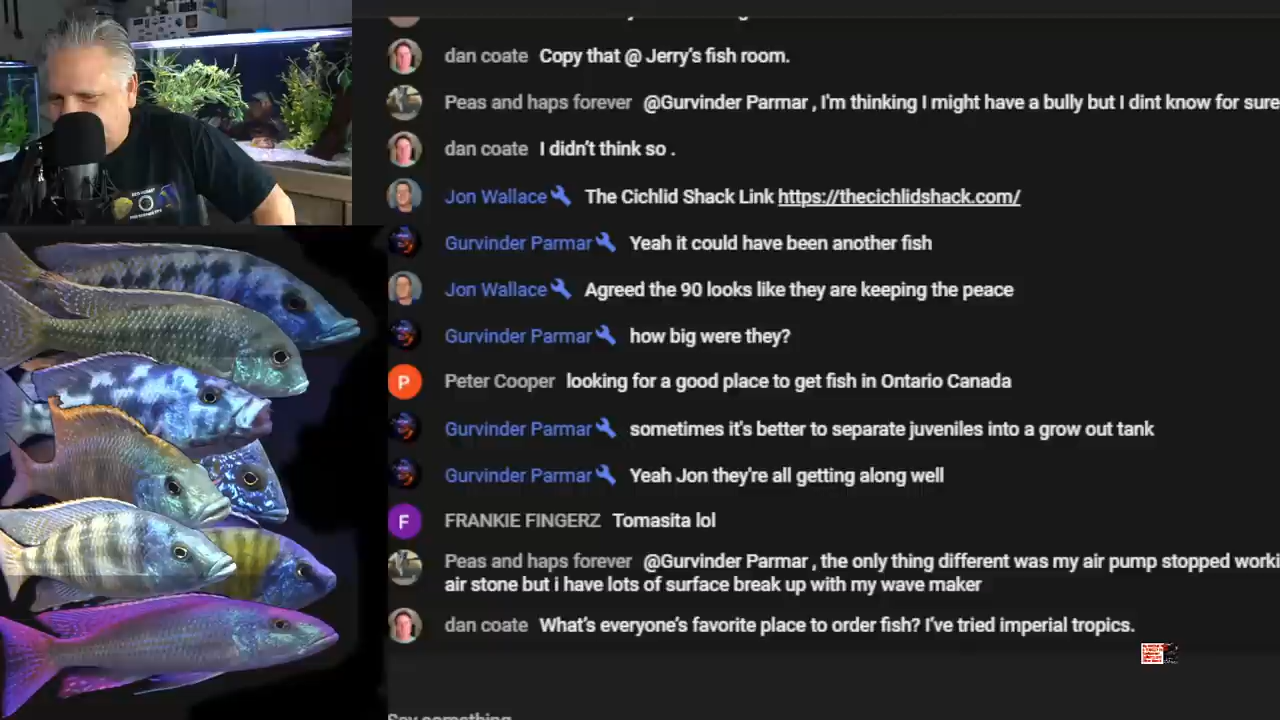 dan coate Copy that @ Jerry's fish room.
Peas and haps forever @Gurvinder Parmar , I'm thinking I might have a bully but I dint know for sure
dan coate I didn't think so .
Jon Wallace The Cichlid Shack Link https://thecichlidshack.com/
Gurvinder Parmar Yeah it could have been another fish
Jon Wallace Agreed the 90 looks like they are keeping the peace
Gurvinder Parmar how big were they?
P Peter Cooper looking for a good place to get fish in Ontario Canada
Gurvinder Parmar sometimes it's better to separate juveniles into a grow out tank
Gurvinder Parmar Yeah Jon they're all getting along well
F FRANKIE FINGERZ Tomasita lol
Peas and haps forever @Gurvinder Parmar , the only thing different was my air pump stopped worki
air stone but i have lots of surface break up with my wave maker
dan coate What's everyone's favorite place to order fish? I've tried imperial tropics.
Say something